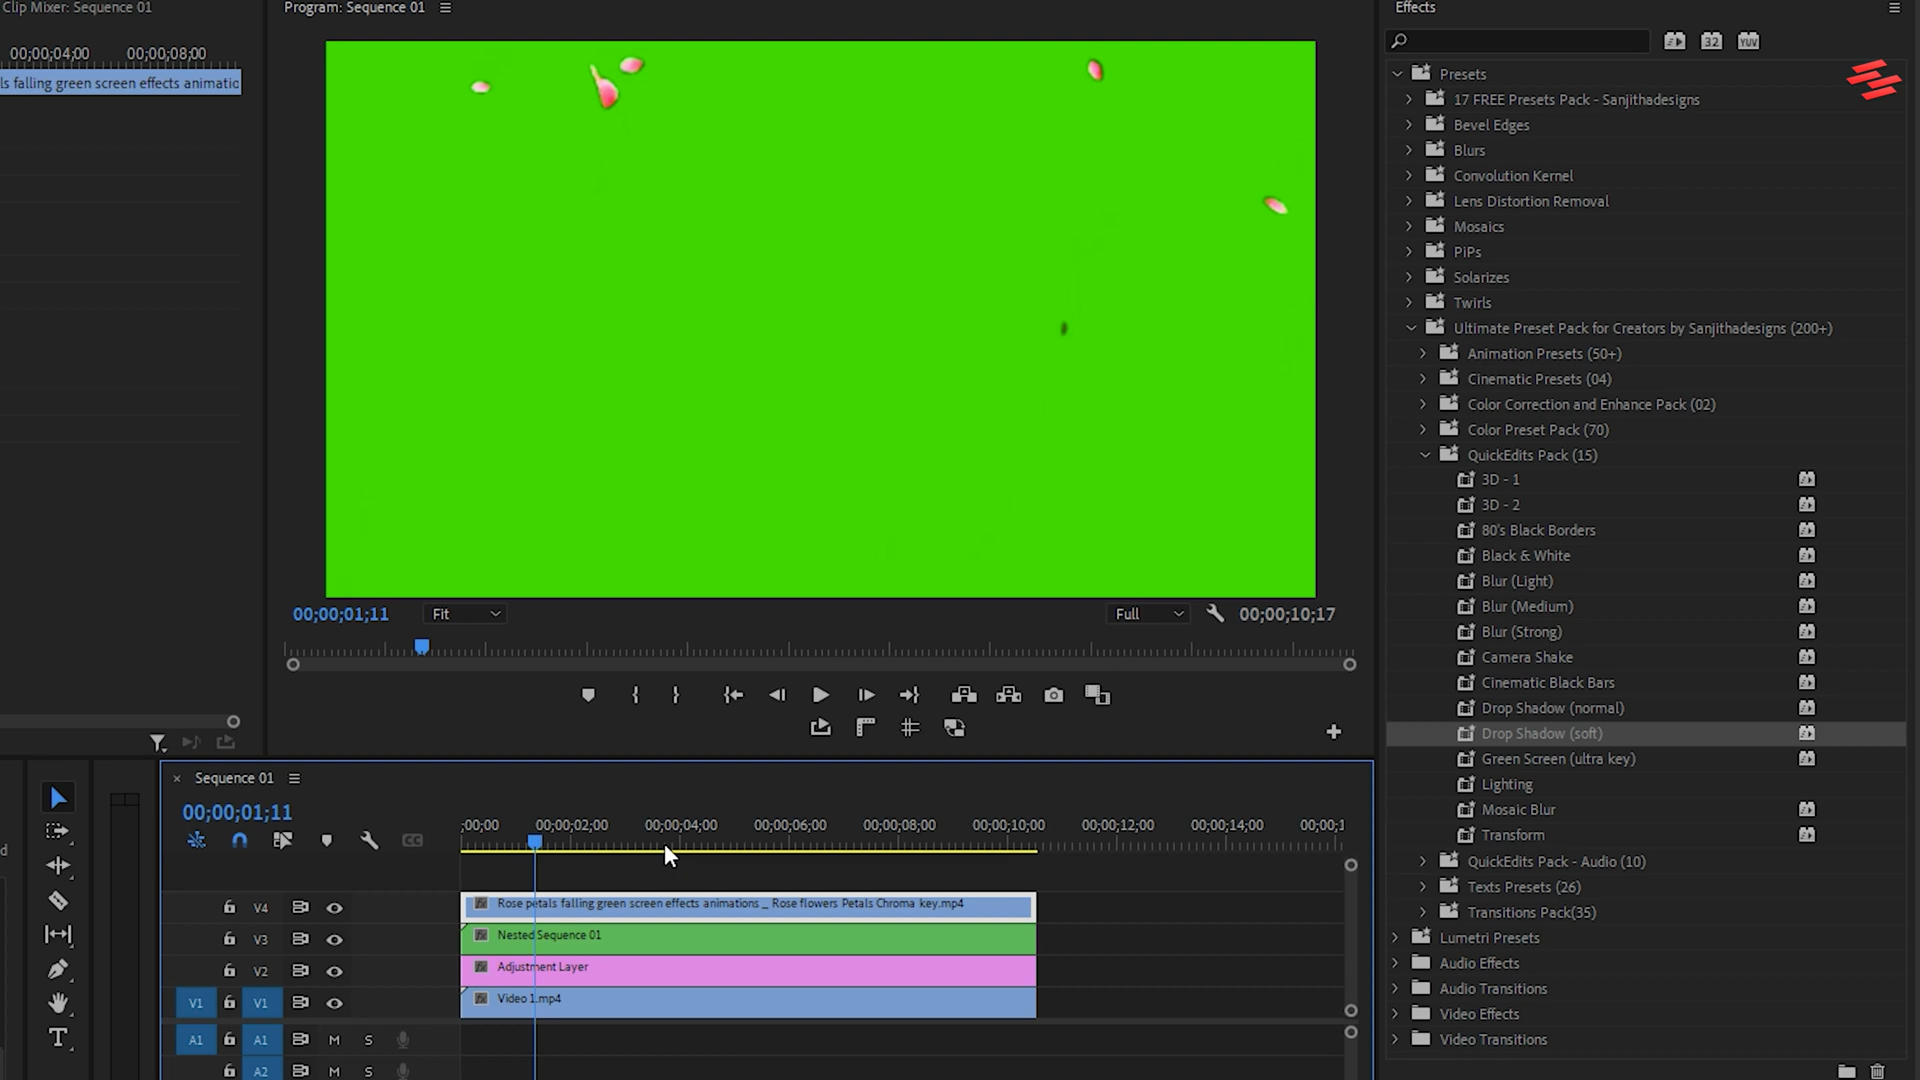 Clip Mixer: Sequence 01
00;00;04;00 00;00;08;00
ls falling green screen effects animatio
Program: Sequence 01
00;00;01;11
Fit
Full
00;00;10;17
Sequence 01
00;00;01;11
;00;00 00;00;02;00 00;00;04;00 00;00;06;00 00;00;08;00 00;00;10;00 00;00;12;00 00;00;14;00 00;00;1
V4
Rose petals falling green screen effects animations _ Rose flowers Petals Chroma key.mp4
V3
Nested Sequence 01
V2
Adjustment Layer
V1 V1
Video 1.mp4
A1 A1 M S
A2 M S
d
T
CC
Effects
32 YUV
Presets
17 FREE Presets Pack - Sanjithadesigns
Bevel Edges
Blurs
Convolution Kernel
Lens Distortion Removal
Mosaics
PiPs
Solarizes
Twirls
Ultimate Preset Pack for Creators by Sanjithadesigns (200+)
Animation Presets (50+)
Cinematic Presets (04)
Color Correction and Enhance Pack (02)
Color Preset Pack (70)
QuickEdits Pack (15)
3D - 1
3D - 2
80's Black Borders
Black & White
Blur (Light)
Blur (Medium)
Blur (Strong)
Camera Shake
Cinematic Black Bars
Drop Shadow (normal)
Drop Shadow (soft)
Green Screen (ultra key)
Lighting
Mosaic Blur
Transform
QuickEdits Pack - Audio (10)
Texts Presets (26)
Transitions Pack(35)
Lumetri Presets
Audio Effects
Audio Transitions
Video Effects
Video Transitions